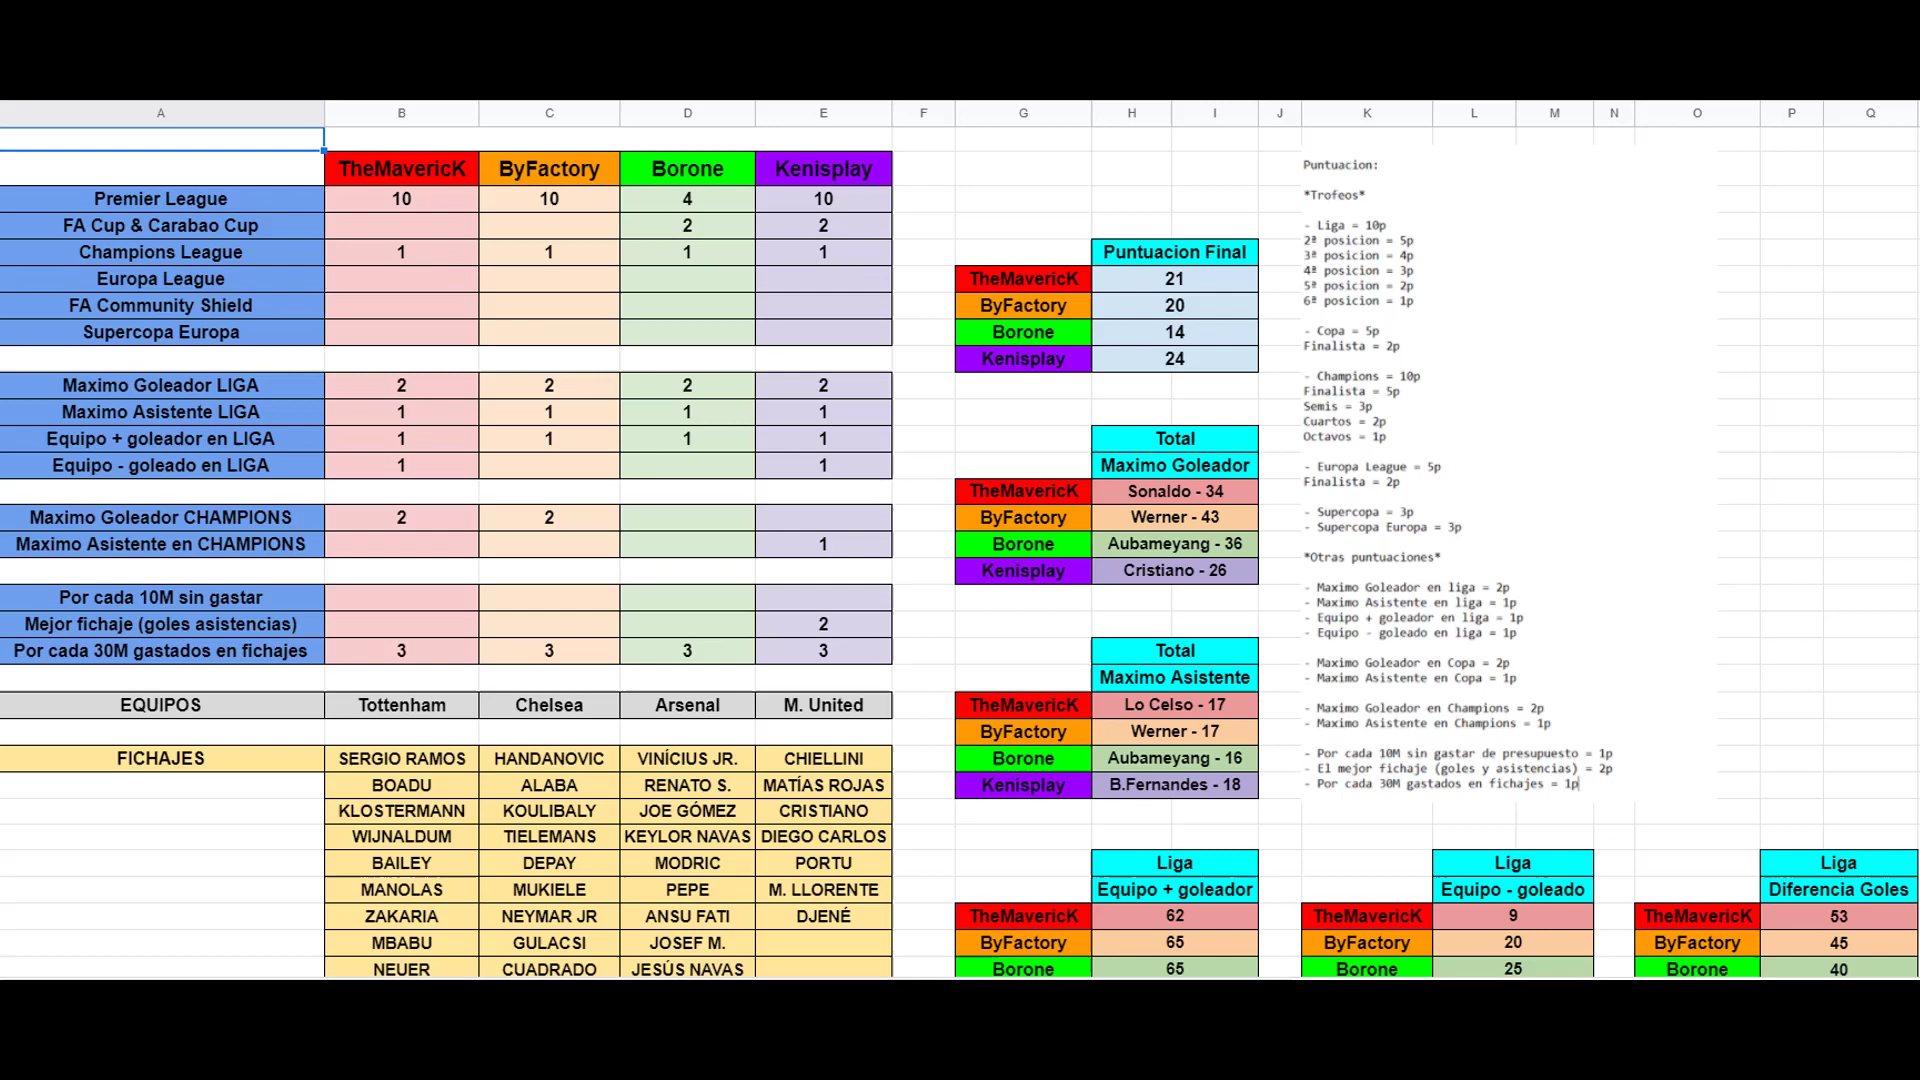 A B C D E F G H I J K L M N O P Q
TheMavericK ByFactory Borone Kenisplay
Premier League 10 10 4 10
FA Cup & Carabao Cup 2 2
Champions League 1 1 1 1
Europa League
FA Community Shield
Supercopa Europa
Maximo Goleador LIGA 2 2 2 2
Maximo Asistente LIGA 1 1 1 1
Equipo + goleador en LIGA 1 1 1 1
Equipo - goleado en LIGA 1 1
Maximo Goleador CHAMPIONS 2 2
Maximo Asistente en CHAMPIONS 1
Por cada 10M sin gastar
Mejor fichaje (goles asistencias) 2
Por cada 30M gastados en fichajes 3 3 3 3
EQUIPOS Tottenham Chelsea Arsenal M. United
FICHAJES SERGIO RAMOS HANDANOVIC VINÍCIUS JR. CHIELLINI
BOADU ALABA RENATO S. MATÍAS ROJAS
KLOSTERMANN KOULIBALY JOE GÓMEZ CRISTIANO
WIJNALDUM TIELEMANS KEYLOR NAVAS DIEGO CARLOS
BAILEY DEPAY MODRIC PORTU
MANOLAS MUKIELE PEPE M. LLORENTE
ZAKARIA NEYMAR JR ANSU FATI DJENÉ
MBABU GULACSI JOSEF M.
NEUER CUADRADO JESÚS NAVAS
Puntuacion Final
TheMavericK 21
ByFactory 20
Borone 14
Kenisplay 24
Total
Maximo Goleador
TheMavericK Sonaldo - 34
ByFactory Werner - 43
Borone Aubameyang - 36
Kenisplay Cristiano - 26
Total
Maximo Asistente
TheMavericK Lo Celso - 17
ByFactory Werner - 17
Borone Aubameyang - 16
Kenisplay B.Fernandes - 18
Puntuacion:
*Trofeos*
- Liga = 10p
2ª posicion = 5p
3ª posicion = 4p
4ª posicion = 3p
5ª posicion = 2p
6ª posicion = 1p
- Copa = 5p
Finalista = 2p
- Champions = 10p
Finalista = 5p
Semis = 3p
Cuartos = 2p
Octavos = 1p
- Europa League = 5p
Finalista = 2p
- Supercopa = 3p
- Supercopa Europa = 3p
*Otras puntuaciones*
- Maximo Goleador en liga = 2p
- Maximo Asistente en liga = 1p
- Equipo + goleador en liga = 1p
- Equipo - goleado en liga = 1p
- Maximo Goleador en Copa = 2p
- Maximo Asistente en Copa = 1p
- Maximo Goleador en Champions = 2p
- Maximo Asistente en Champions = 1p
- Por cada 10M sin gastar de presupuesto = 1p
- El mejor fichaje (goles y asistencias) = 2p
- Por cada 30M gastados en fichajes = 1p
Liga
Equipo + goleador
TheMavericK 62
ByFactory 65
Borone 65
Liga
Equipo - goleado
TheMavericK 9
ByFactory 20
Borone 25
Liga
Diferencia Goles
TheMavericK 53
ByFactory 45
Borone 40